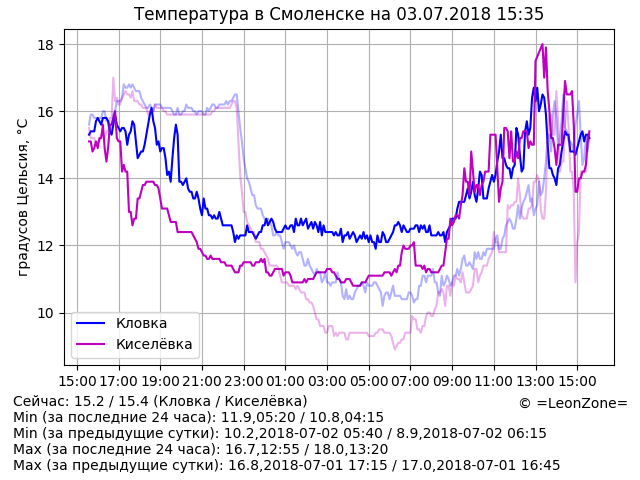 Температура в Смоленске на 03.07.2018 15:35
18
16
14
12
10
градусов Цельсия, °C
Кловка
Киселёвка
15:00 17:00 19:00 21:00 23:00 01:00 03:00 05:00 07:00 09:00 11:00 13:00 15:00
Сейчас: 15.2 / 15.4 (Кловка / Киселёвка)
© =LeonZone=
Min (за последние 24 часа): 11.9,05:20 / 10.8,04:15
Min (за предыдущие сутки): 10.2,2018-07-02 05:40 / 8.9,2018-07-02 06:15
Max (за последние 24 часа): 16.7,12:55 / 18.0,13:20
Max (за предыдущие сутки): 16.8,2018-07-01 17:15 / 17.0,2018-07-01 16:45